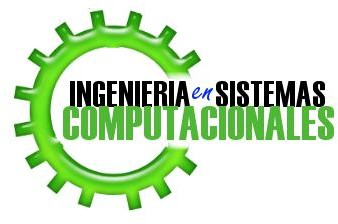 INGENIERIA en SISTEMAS
COMPUTACIONALES